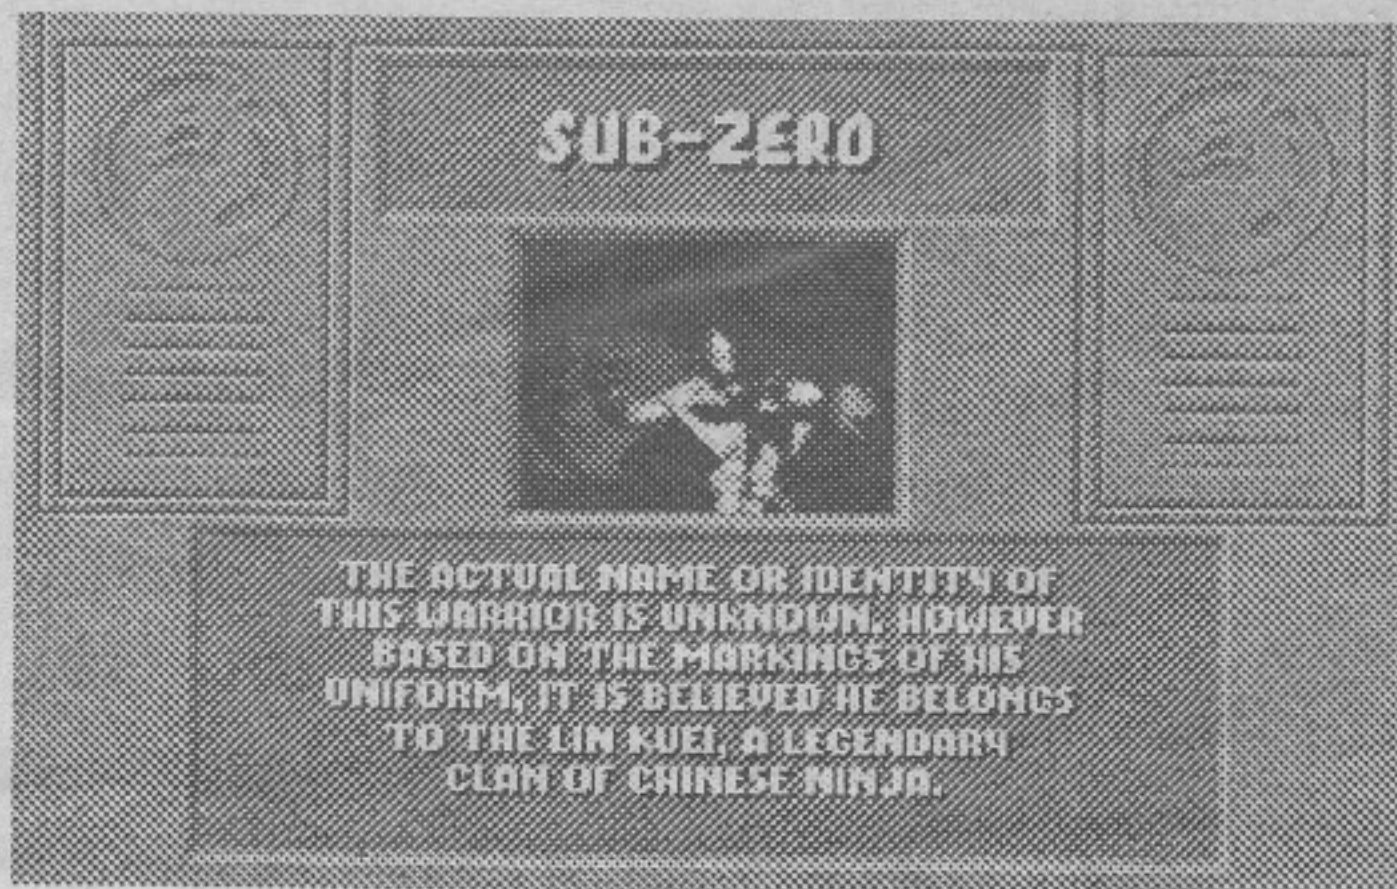 SUB-ZERO
THE ACTUAL NAME OR IDENTITY OF
THIS WARRIOR IS UNKNOWN. HOWEVER
BASED ON THE MARKINGS OF HIS
UNIFORM, IT IS BELIEVED HE BELONGS
TO THE LIN KUEI, A LEGENDARY
CLAN OF CHINESE NINJA.